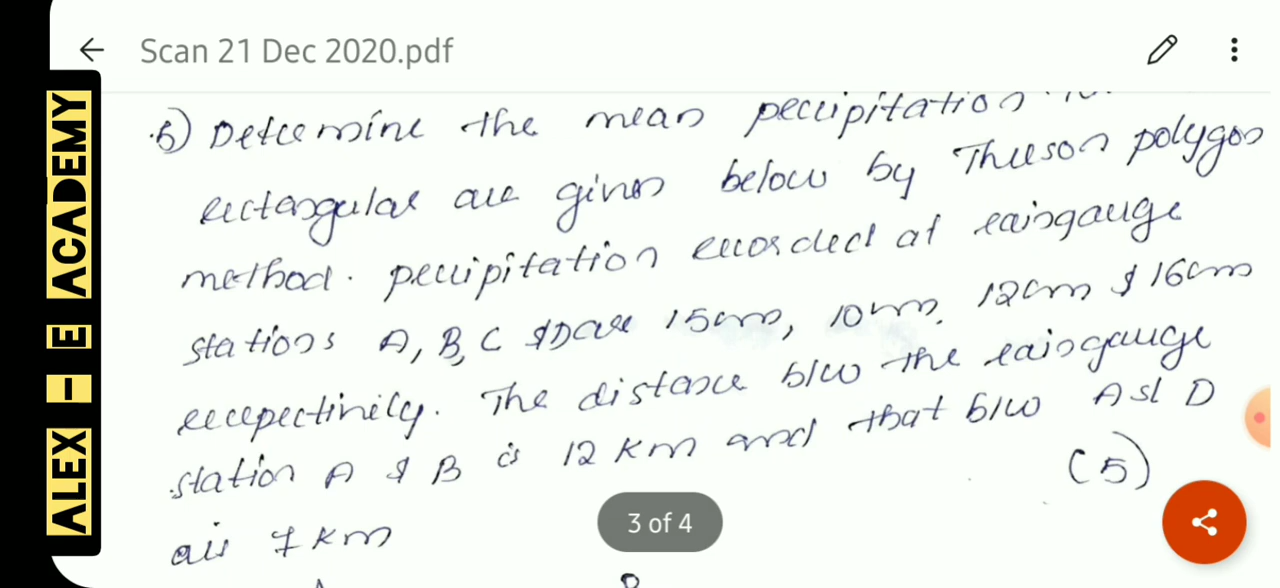 Scan 21 Dec 2020.pdf
ALEX - E ACADEMY
5) Determine the mean precipitation for
rectangular are given below by Thieson polygon
method. precipitation recorded at raingauge
stations A, B, C & D are 15cm, 10cm, 12cm & 16cm
respectively. The distance b/w the raingauge
station A & B is 12 Km and that b/w A & D
(5)
are 7 Km
3 of 4
A B